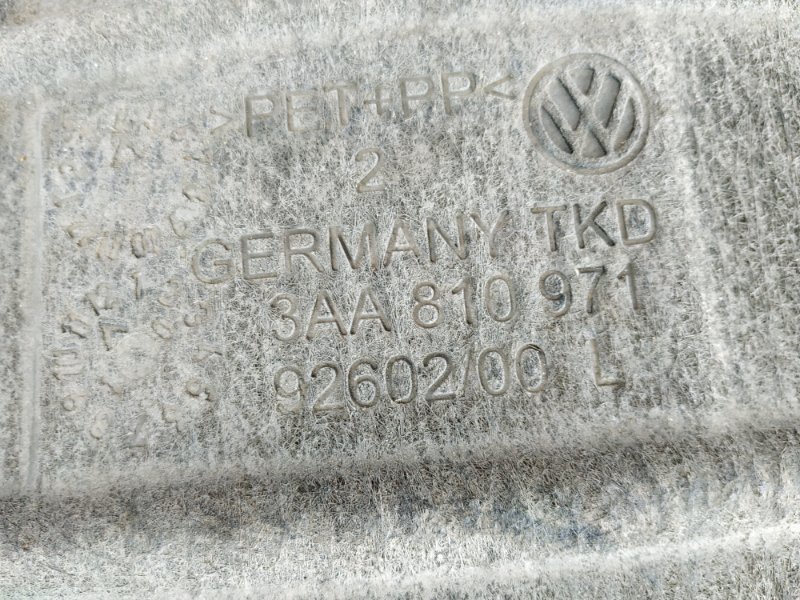 >PET+PP<
2
GERMANY TKD
3AA 810 971
92602/00 L